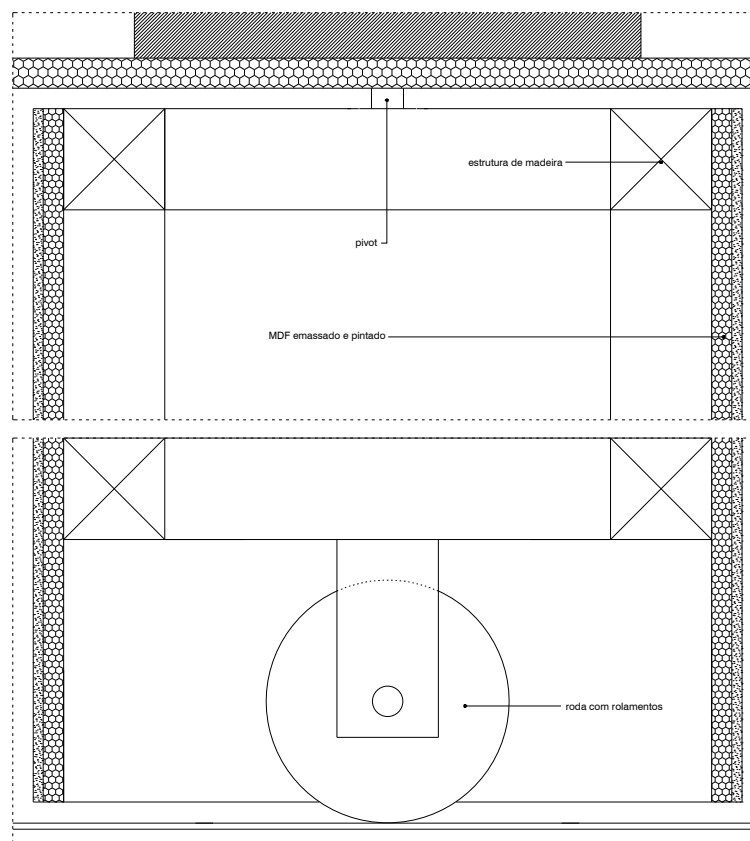 estrutura de madeira
pivot
MDF emassado e pintado
roda com rolamentos